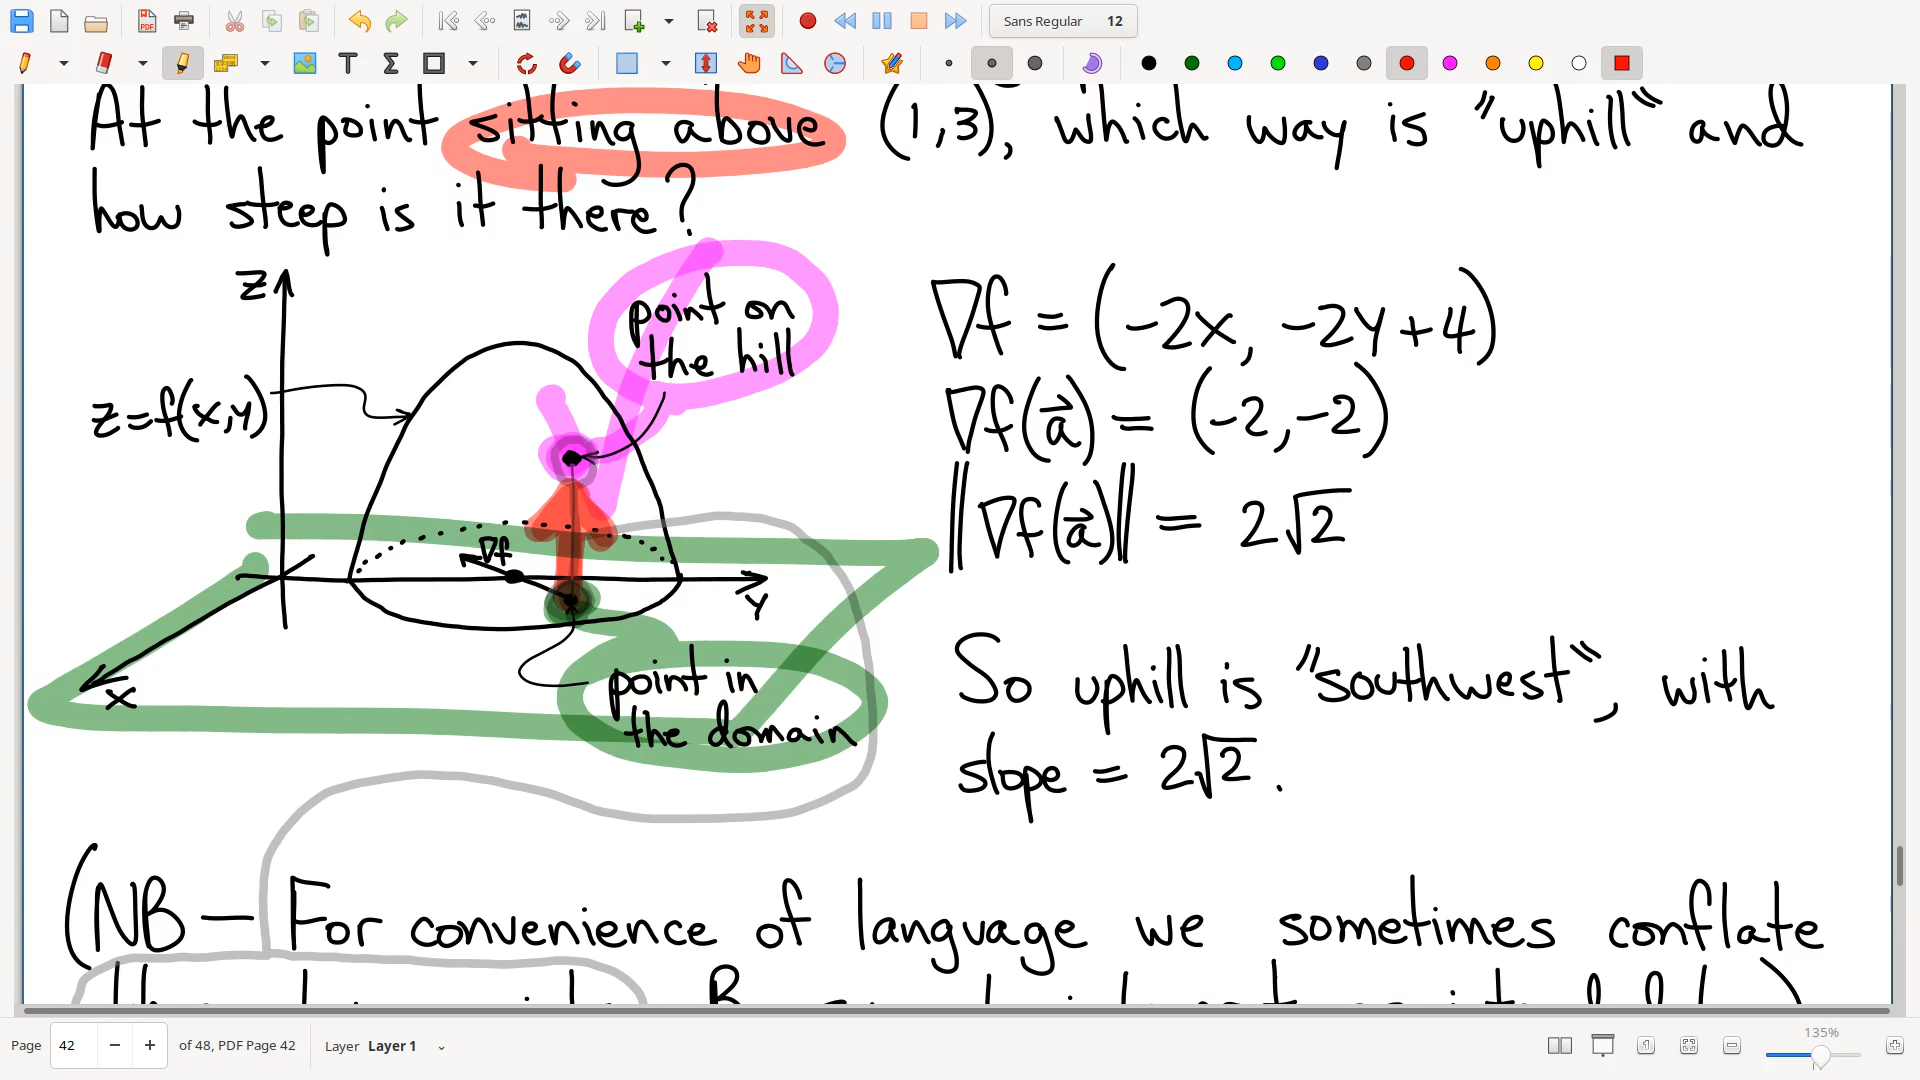 Sans Regular 12
At the point sitting above (1,3), which way is "uphill" and
how steep is it there?
z
z=f(x,y)
point on
the hill
∇f
y
x
point in
the domain
∇f = (-2x, -2y+4)
∇f(a⃗) = (-2,-2)
‖∇f(a⃗)‖ = 2√2
So uphill is "southwest", with
slope = 2√2.
(NB — For convenience of language we sometimes conflate
Page 42 of 48, PDF Page 42 Layer Layer 1
135%